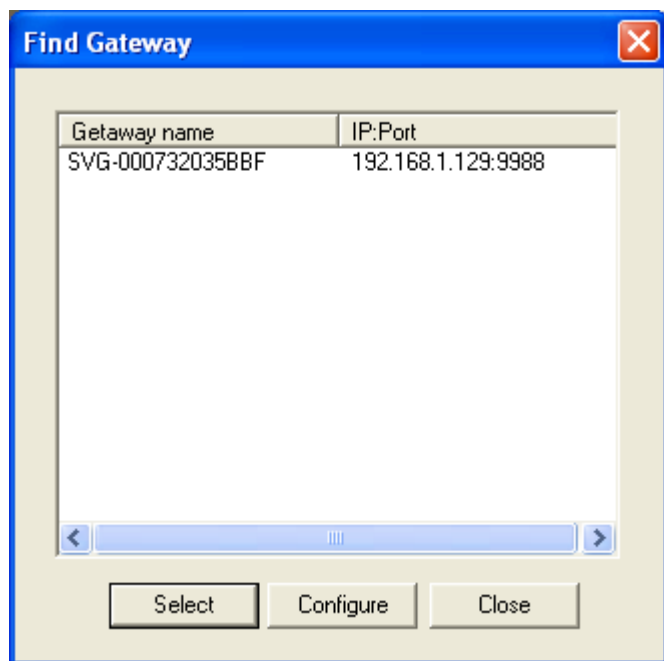 Find Gateway
Getaway name IP:Port
SVG-000732035BBF 192.168.1.129:9988
Select Configure Close